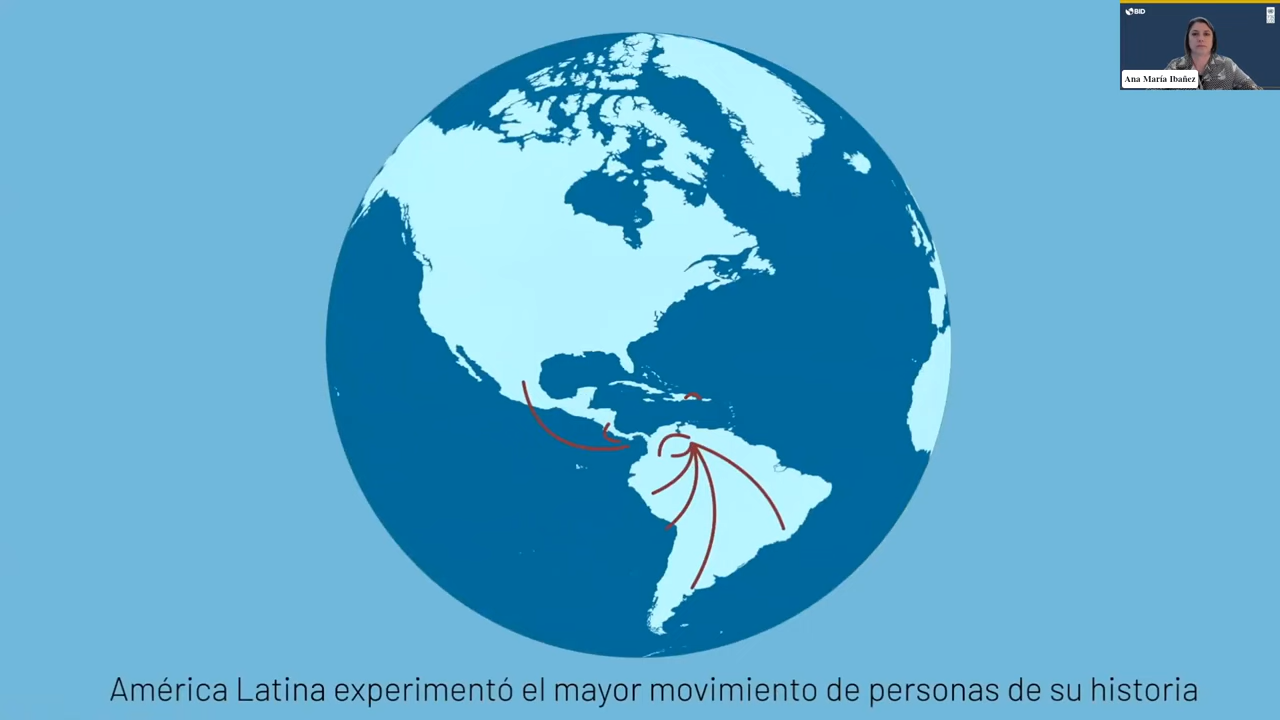 BID
Ana María Ibañez
América Latina experimentó el mayor movimiento de personas de su historia